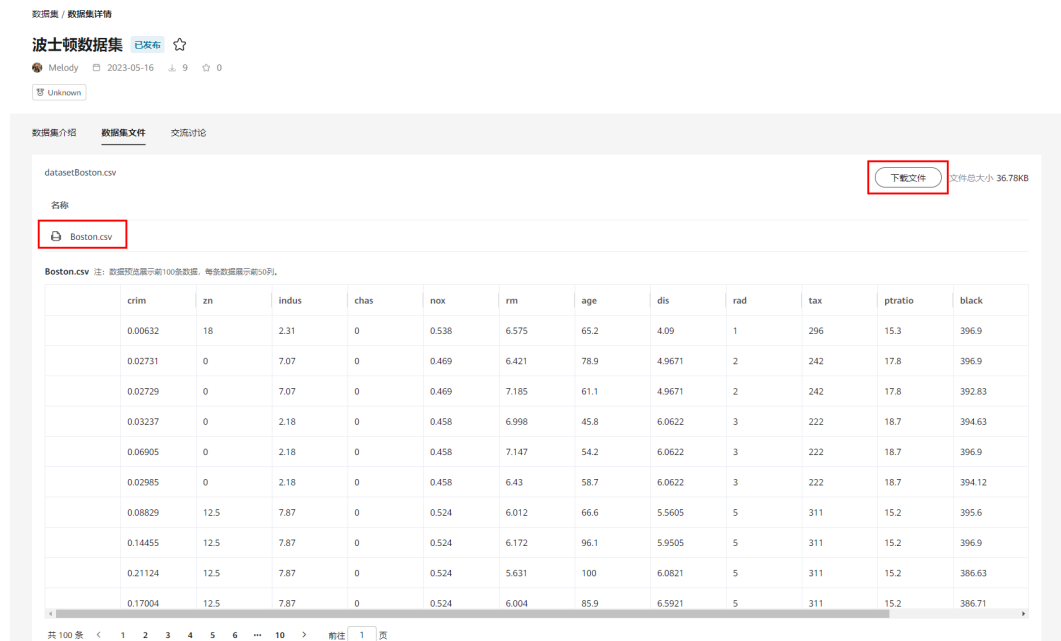 数据集 / 数据集详情
波士顿数据集 已发布
Melody 2023-05-16 9 0
Unknown
数据集介绍 数据集文件 交流讨论
datasetBoston.csv 下载文件 文件总大小 36.78KB
名称
Boston.csv
Boston.csv 注：数据预览展示前100条数据，每条数据展示前50列。
crim zn indus chas nox rm age dis rad tax ptratio black
0.00632 18 2.31 0 0.538 6.575 65.2 4.09 1 296 15.3 396.9
0.02731 0 7.07 0 0.469 6.421 78.9 4.9671 2 242 17.8 396.9
0.02729 0 7.07 0 0.469 7.185 61.1 4.9671 2 242 17.8 392.83
0.03237 0 2.18 0 0.458 6.998 45.8 6.0622 3 222 18.7 394.63
0.06905 0 2.18 0 0.458 7.147 54.2 6.0622 3 222 18.7 396.9
0.02985 0 2.18 0 0.458 6.43 58.7 6.0622 3 222 18.7 394.12
0.08829 12.5 7.87 0 0.524 6.012 66.6 5.5605 5 311 15.2 395.6
0.14455 12.5 7.87 0 0.524 6.172 96.1 5.9505 5 311 15.2 396.9
0.21124 12.5 7.87 0 0.524 5.631 100 6.0821 5 311 15.2 386.63
0.17004 12.5 7.87 0 0.524 6.004 85.9 6.5921 5 311 15.2 386.71
共 100 条 < 1 2 3 4 5 6 ··· 10 > 前往 1 页